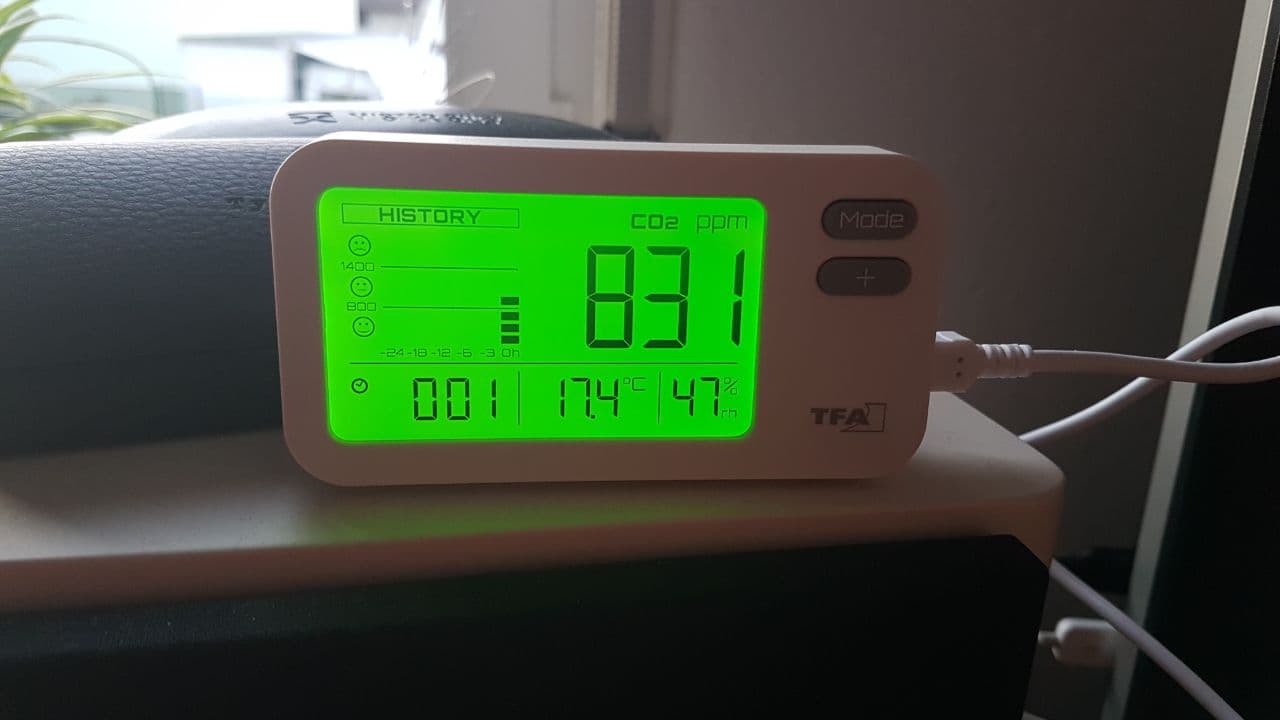 HISTORY
CO2 ppm
831
1400
800
-24 -18 -12 -6 -3 0h
001
17.4 °C
47 % rh
Mode
+
TFA